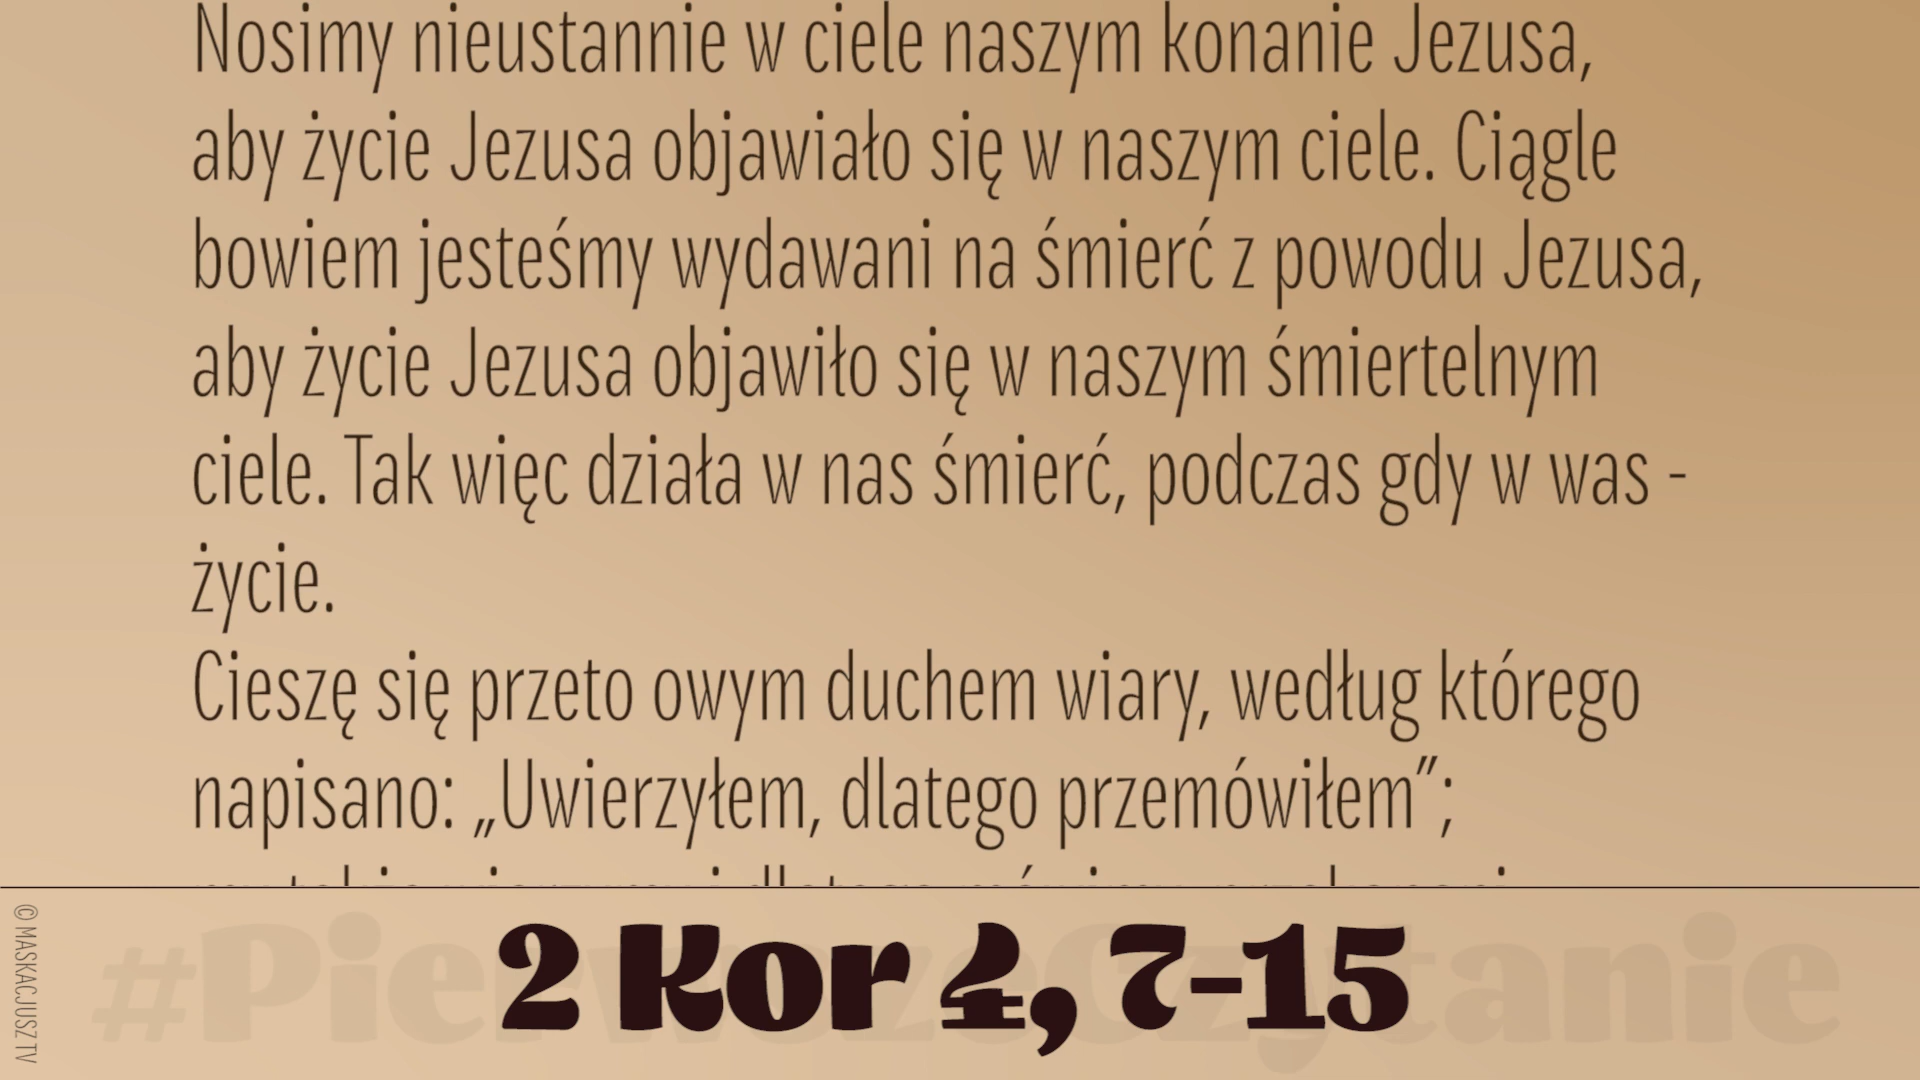 Nosimy nieustannie w ciele naszym konanie Jezusa,
aby życie Jezusa objawiało się w naszym ciele. Ciągle
bowiem jesteśmy wydawani na śmierć z powodu Jezusa,
aby życie Jezusa objawiło się w naszym śmiertelnym
ciele. Tak więc działa w nas śmierć, podczas gdy w was -
życie.
Cieszę się przeto owym duchem wiary, według którego
napisano: „Uwierzyłem, dlatego przemówiłem”;
#PierwszeCzytanie
2 Kor 4, 7-15
© MASKACJUSZ TV